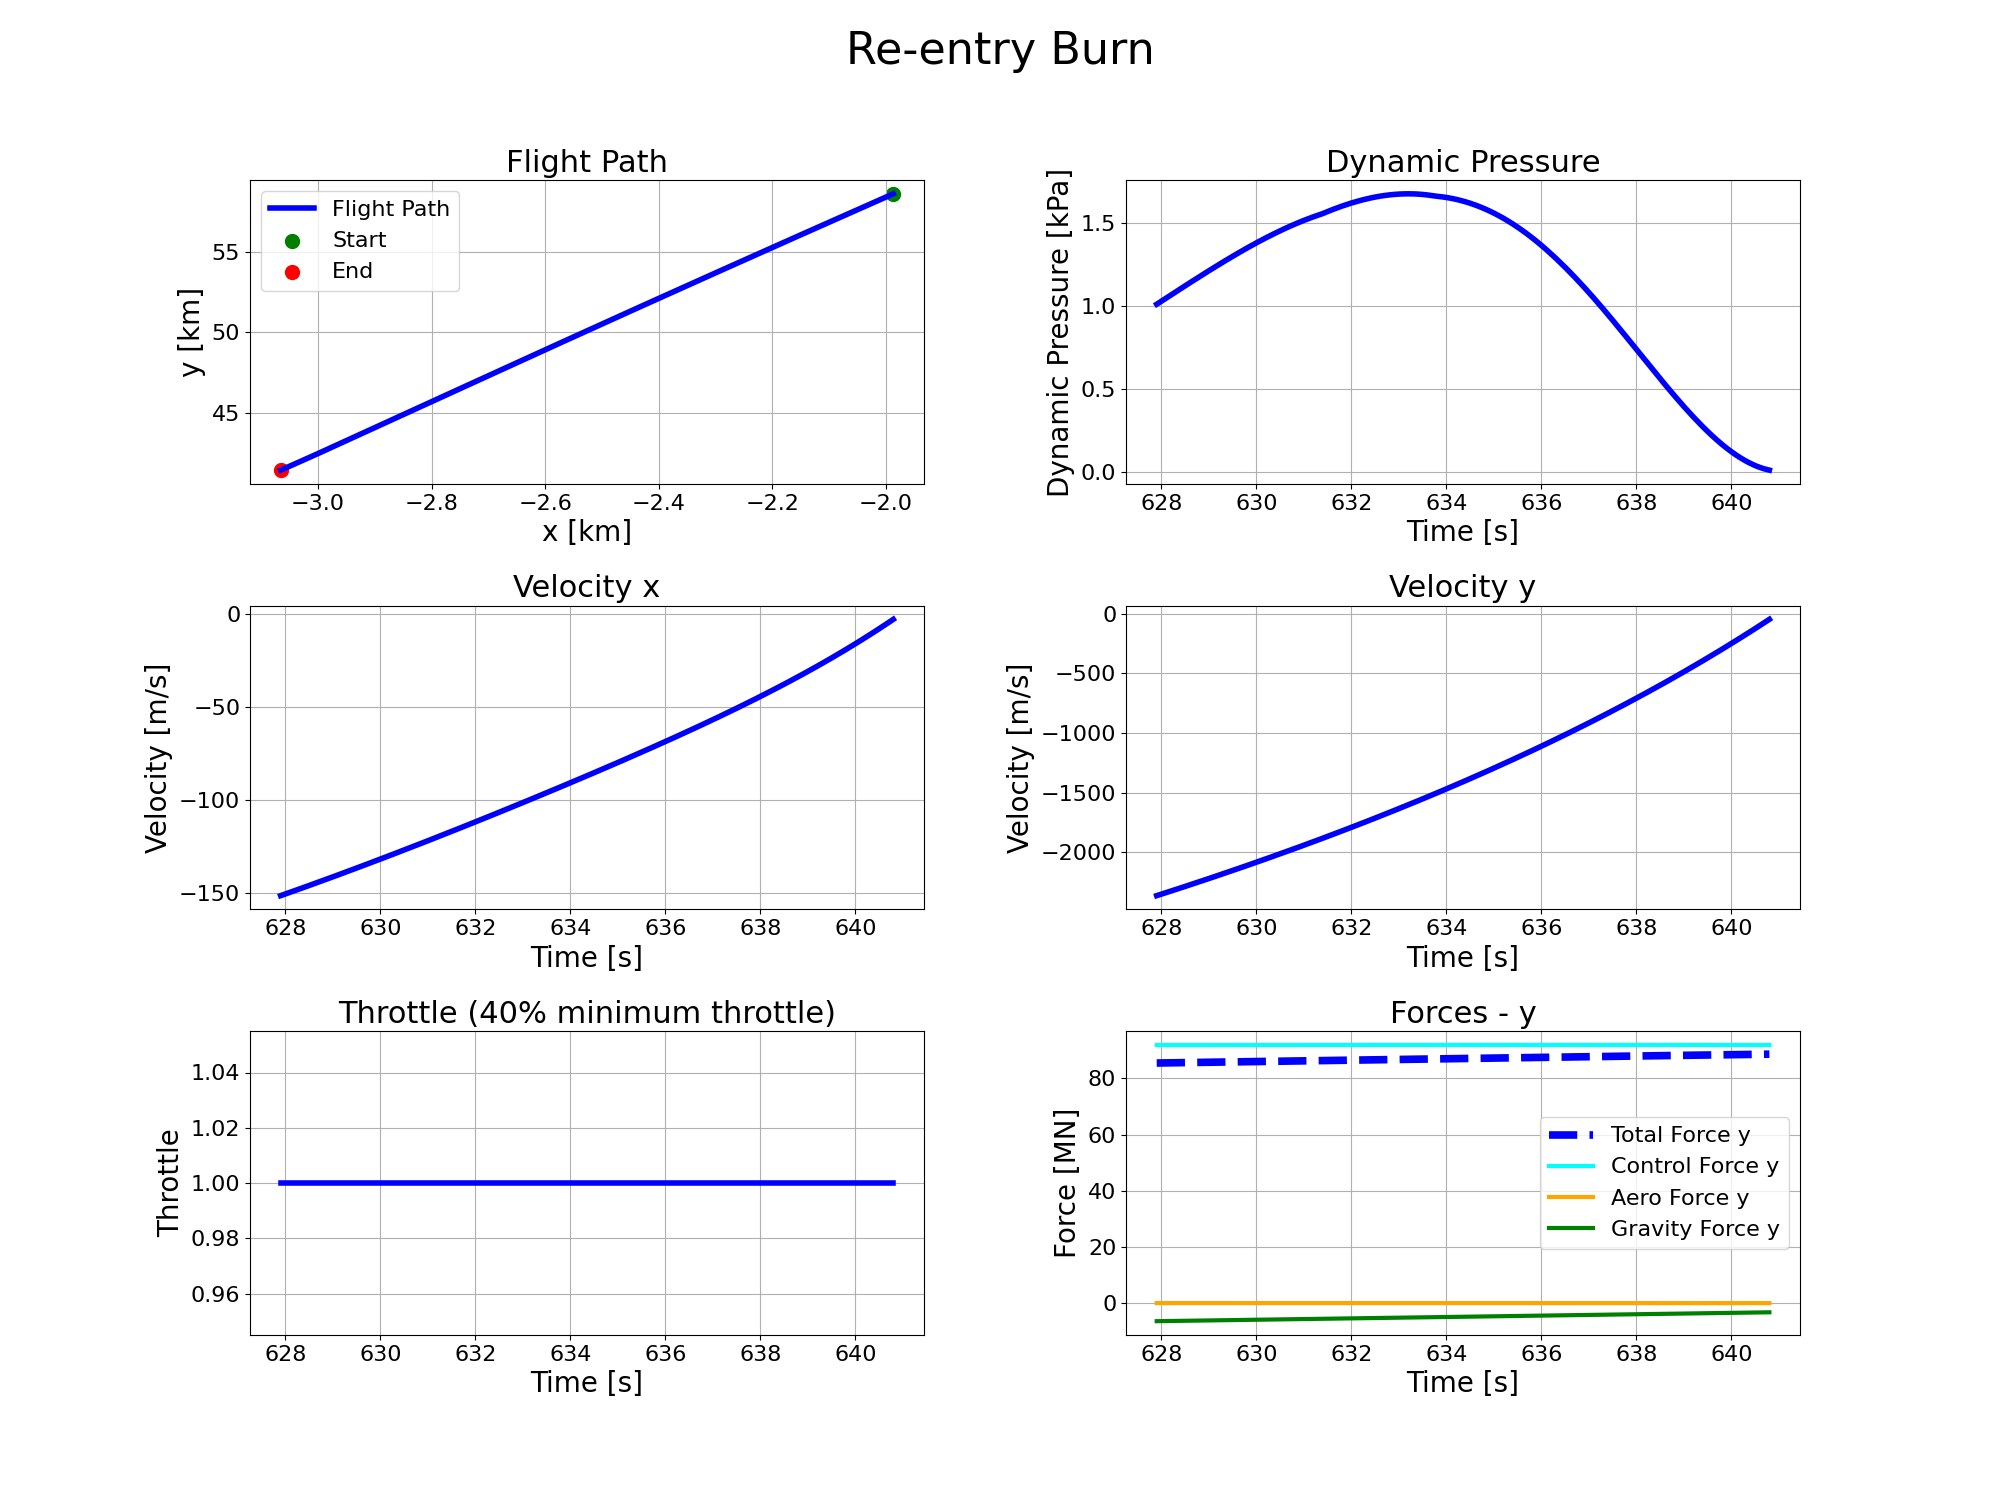 Re-entry Burn
Flight Path
y [km]
55
50
45
Flight Path
Start
End
−3.0 −2.8 −2.6 −2.4 −2.2 −2.0
x [km]
Dynamic Pressure
Dynamic Pressure [kPa]
1.5
1.0
0.5
0.0
628 630 632 634 636 638 640
Time [s]
Velocity x
Velocity [m/s]
0
−50
−100
−150
628 630 632 634 636 638 640
Time [s]
Velocity y
Velocity [m/s]
0
−500
−1000
−1500
−2000
628 630 632 634 636 638 640
Time [s]
Throttle (40% minimum throttle)
Throttle
1.04
1.02
1.00
0.98
0.96
628 630 632 634 636 638 640
Time [s]
Forces - y
Force [MN]
80
60
40
20
0
Total Force y
Control Force y
Aero Force y
Gravity Force y
628 630 632 634 636 638 640
Time [s]